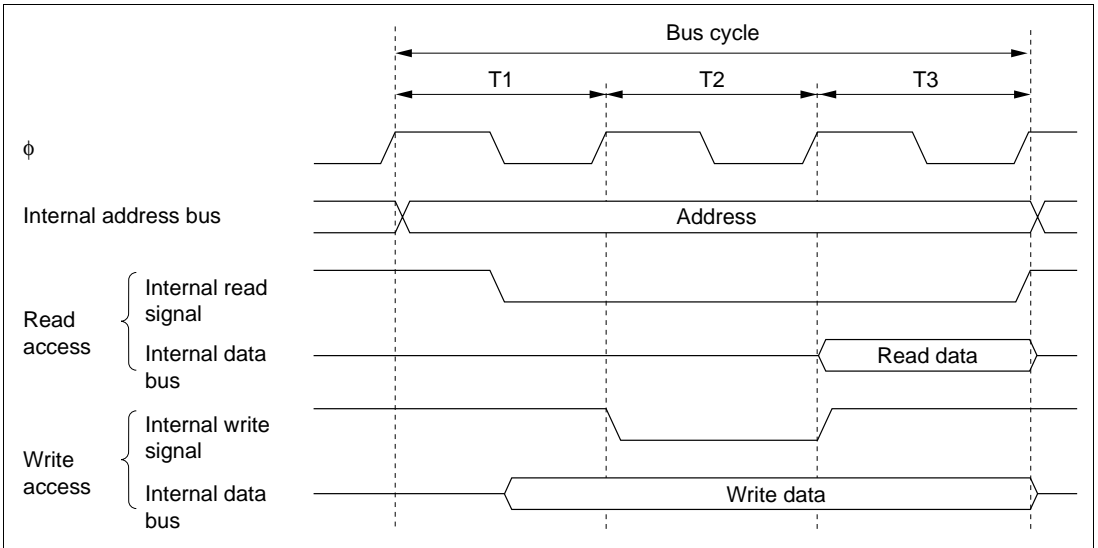 Bus cycle
T1 T2 T3
ϕ
Internal address bus
Address
Read
access
Internal read
signal
Internal data
bus
Read data
Write
access
Internal write
signal
Internal data
bus
Write data